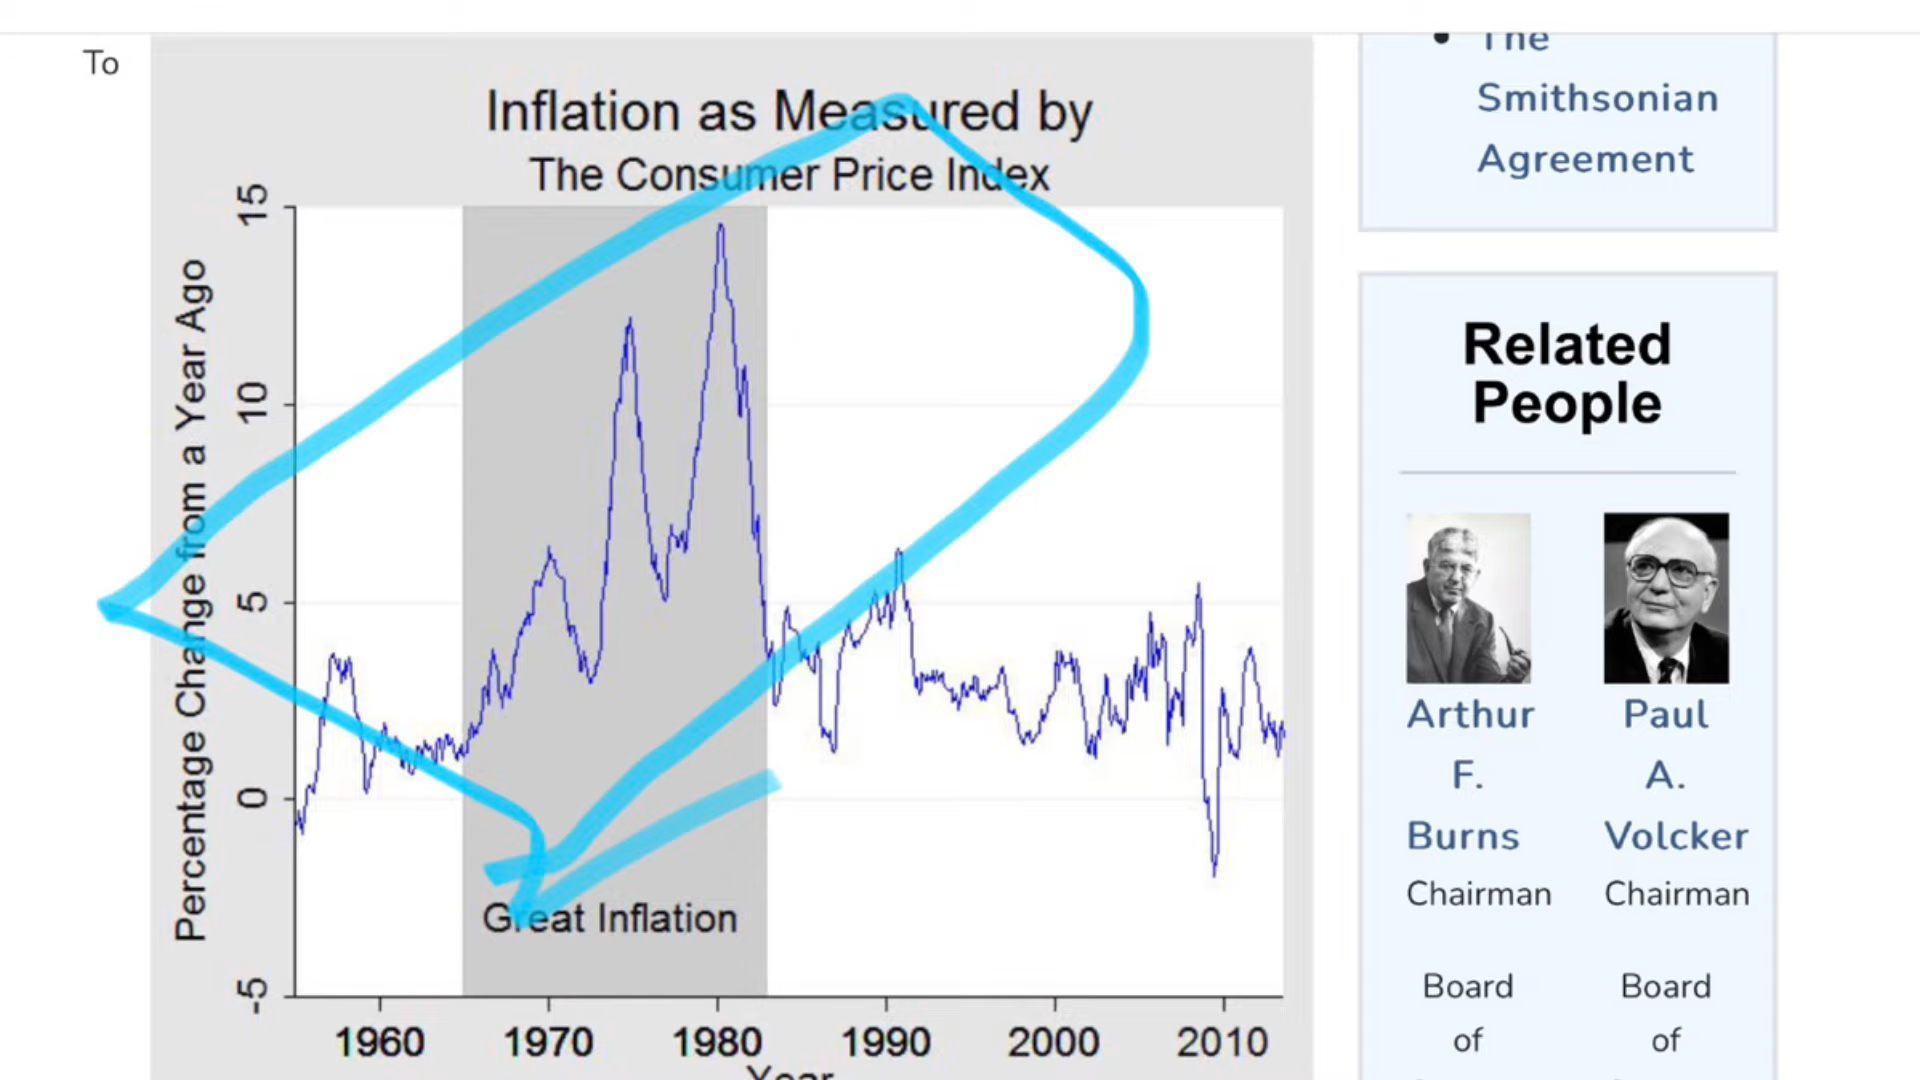 To
Inflation as Measured by
The Consumer Price Index
Percentage Change from a Year Ago
15
10
5
0
-5
Great Inflation
1960 1970 1980 1990 2000 2010
Year
The
Smithsonian
Agreement
Related
People
Arthur
F.
Burns
Chairman
Board
of
Paul
A.
Volcker
Chairman
Board
of